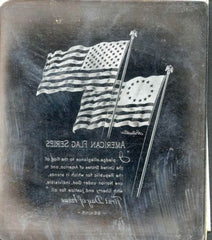 AMERICAN FLAG SERIES
I pledge allegiance to the flag of
the United States of America and to
the Republic for which it stands,
one Nation under God, indivisible,
with liberty and justice for all.
First Day of Issue